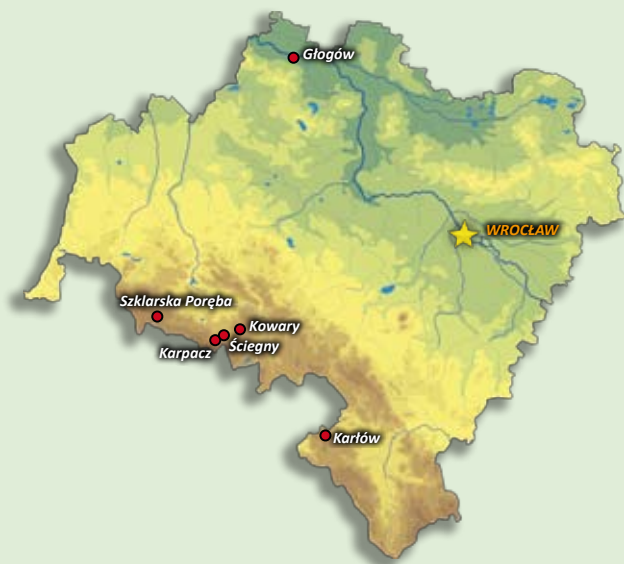 Głogów
WROCŁAW
Szklarska Poręba
Kowary
Ściegny
Karpacz
Karłów